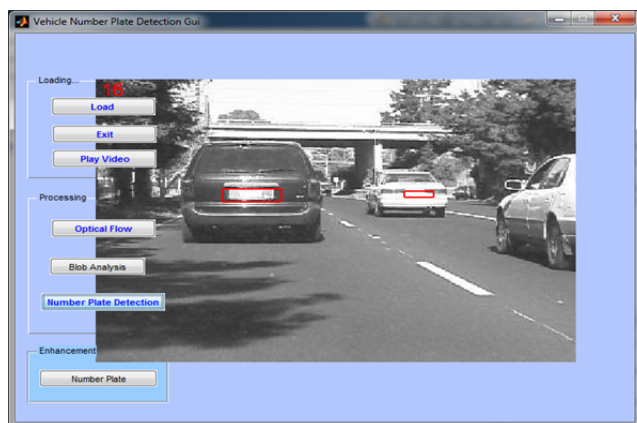 Vehicle Number Plate Detection Gui
Loading...
16
Load
Exit
Play Video
Processing
Optical Flow
Blob Analysis
Number Plate Detection
Enhancement
Number Plate